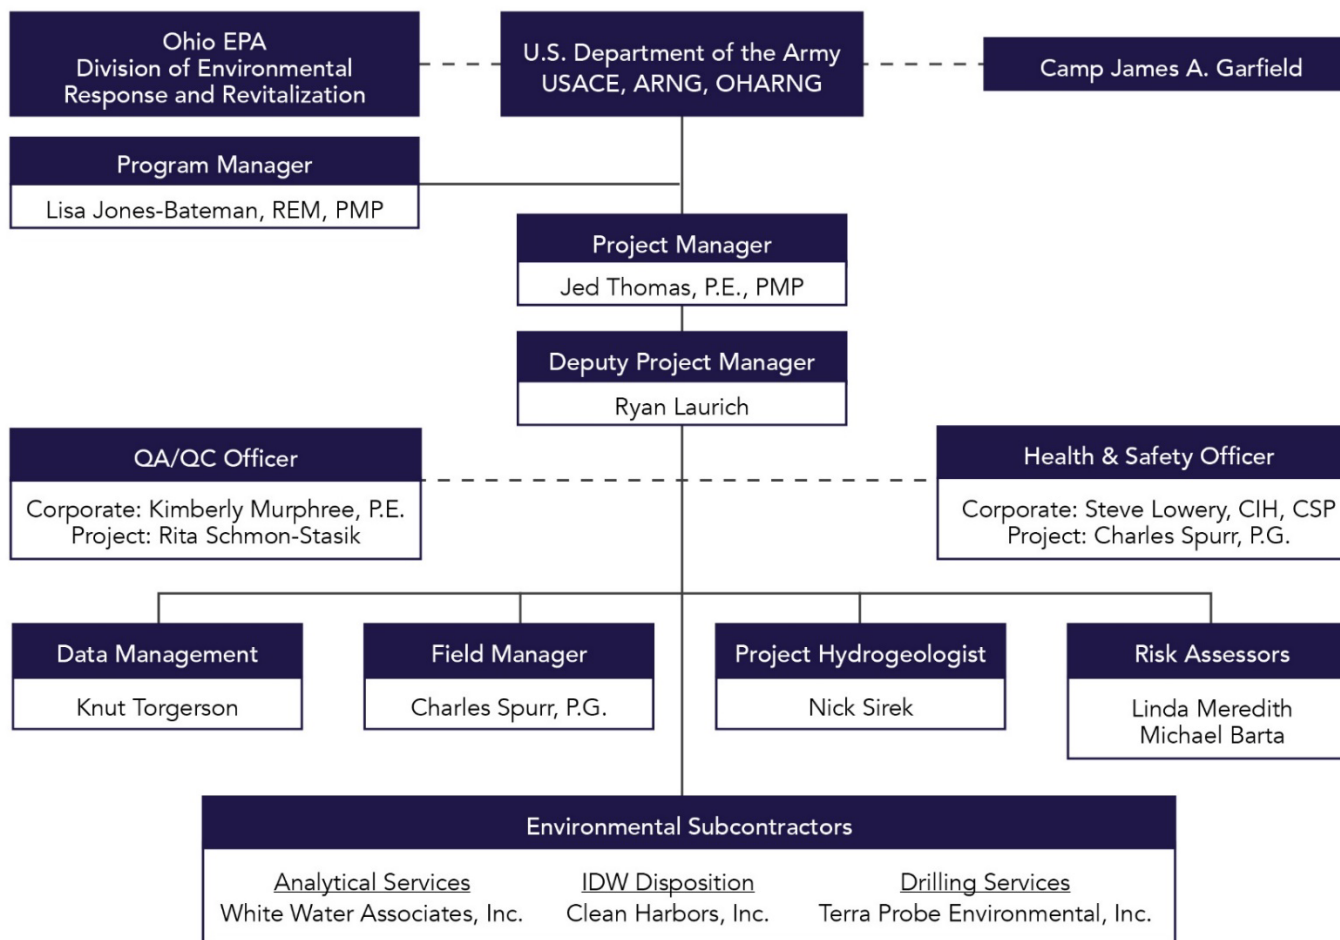 Ohio EPA
Division of Environmental
Response and Revitalization
U.S. Department of the Army
USACE, ARNG, OHARNG
Camp James A. Garfield
Program Manager
Lisa Jones-Bateman, REM, PMP
Project Manager
Jed Thomas, P.E., PMP
Deputy Project Manager
Ryan Laurich
QA/QC Officer
Corporate: Kimberly Murphree, P.E.
Project: Rita Schmon-Stasik
Health & Safety Officer
Corporate: Steve Lowery, CIH, CSP
Project: Charles Spurr, P.G.
Data Management
Knut Torgerson
Field Manager
Charles Spurr, P.G.
Project Hydrogeologist
Nick Sirek
Risk Assessors
Linda Meredith
Michael Barta
Environmental Subcontractors
Analytical Services
White Water Associates, Inc.
IDW Disposition
Clean Harbors, Inc.
Drilling Services
Terra Probe Environmental, Inc.